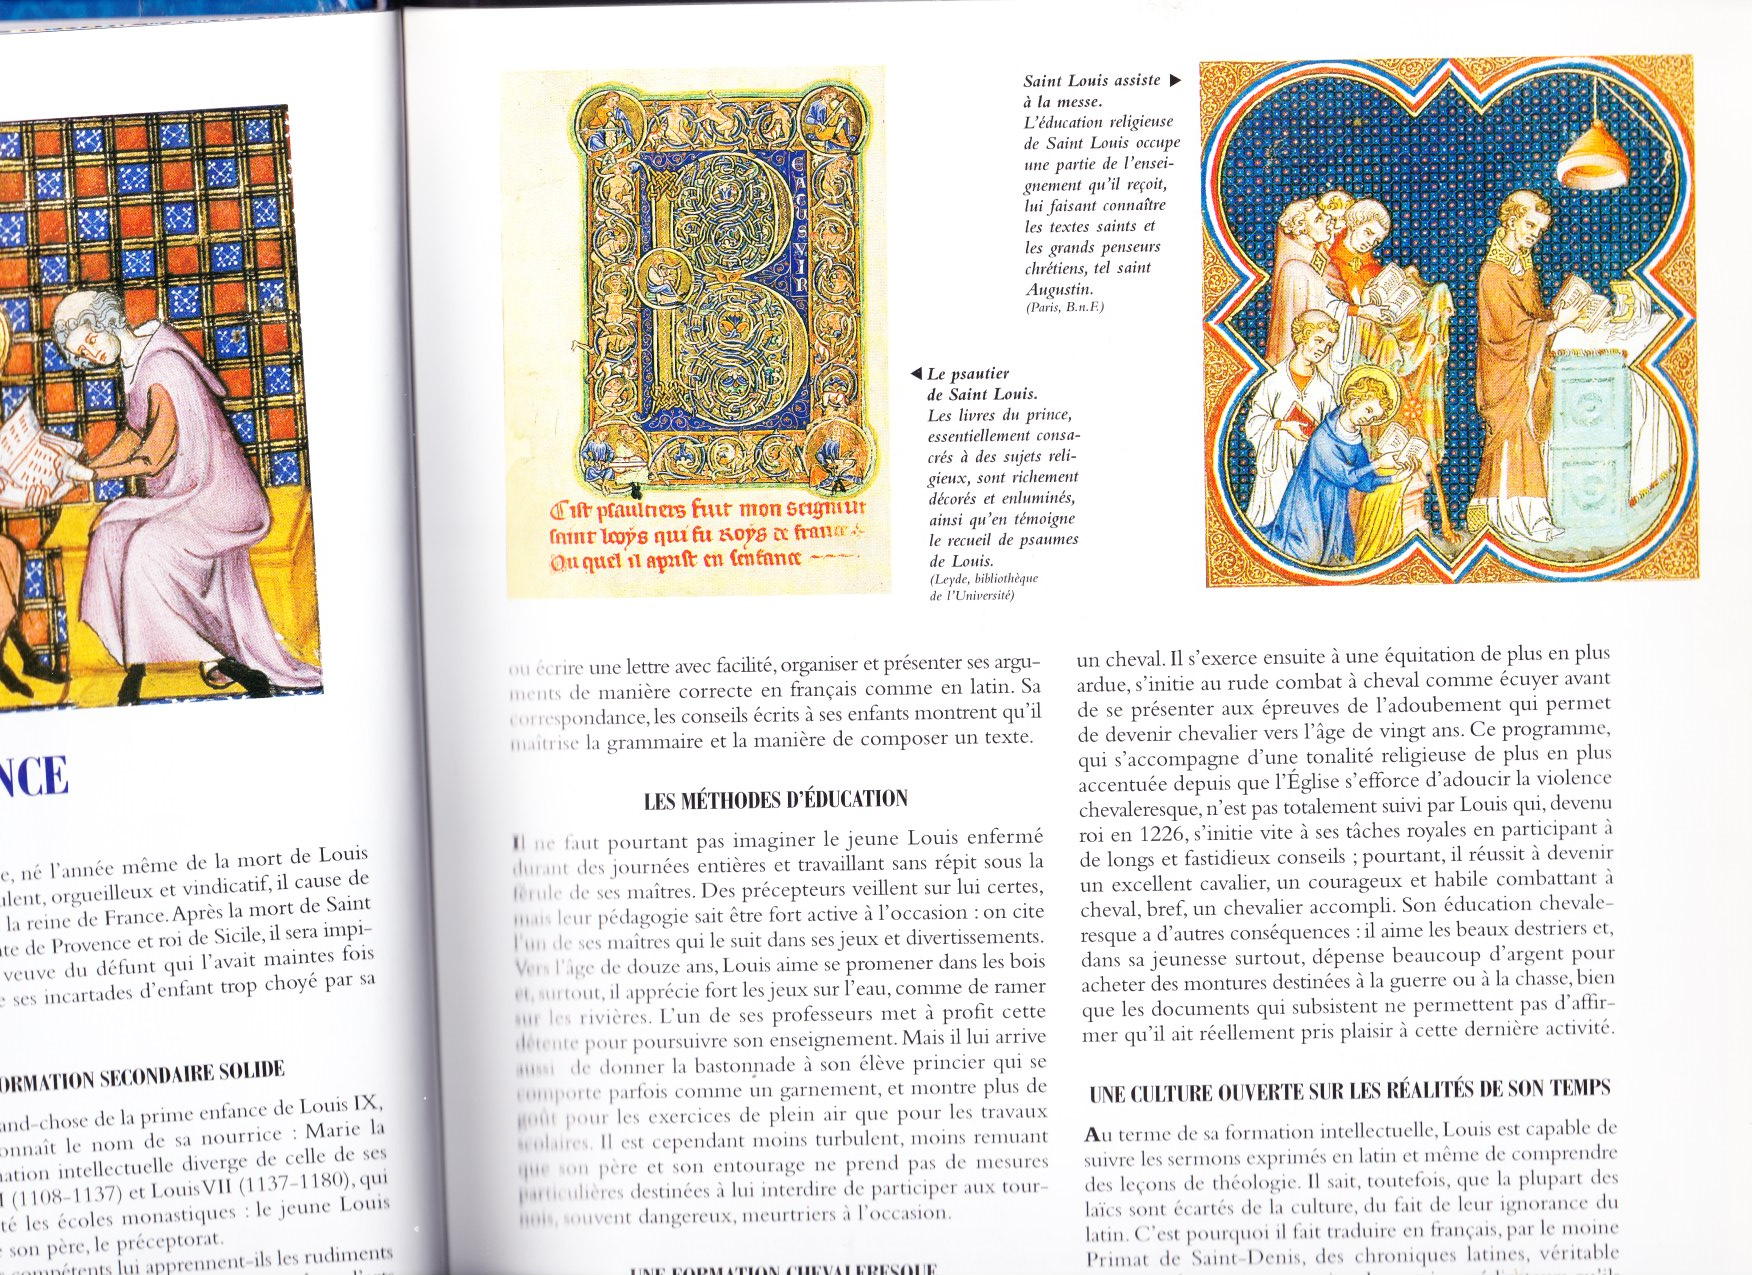 NCE
e, né l'année même de la mort de Louis
ulent, orgueilleux et vindicatif, il cause de
la reine de France. Après la mort de Saint
te de Provence et roi de Sicile, il sera impi-
veuve du défunt qui l'avait maintes fois
ses incartades d'enfant trop choyé par sa
ORMATION SECONDAIRE SOLIDE
and-chose de la prime enfance de Louis IX,
onnaît le nom de sa nourrice : Marie la
ation intellectuelle diverge de celle de ses
I (1108-1137) et Louis VII (1137-1180), qui
té les écoles monastiques : le jeune Louis
son père, le préceptorat.
compétents lui apprennent-ils les rudiments
BEATUS VIR
Cist psaultiers fuit mon seigneur
saint looys qui fu roys de france
Ou quel il aprist en senfance
Saint Louis assiste ▶
à la messe.
L'éducation religieuse
de Saint Louis occupe
une partie de l'ensei-
gnement qu'il reçoit,
lui faisant connaître
les textes saints et
les grands penseurs
chrétiens, tel saint
Augustin.
(Paris, B.n.F.)
◀ Le psautier
de Saint Louis.
Les livres du prince,
essentiellement consa-
crés à des sujets reli-
gieux, sont richement
décorés et enluminés,
ainsi qu'en témoigne
le recueil de psaumes
de Louis.
(Leyde, bibliothèque
de l'Université)
ou écrire une lettre avec facilité, organiser et présenter ses argu-
ments de manière correcte en français comme en latin. Sa
correspondance, les conseils écrits à ses enfants montrent qu'il
maîtrise la grammaire et la manière de composer un texte.
LES MÉTHODES D'ÉDUCATION
Il ne faut pourtant pas imaginer le jeune Louis enfermé
durant des journées entières et travaillant sans répit sous la
férule de ses maîtres. Des précepteurs veillent sur lui certes,
mais leur pédagogie sait être fort active à l'occasion : on cite
l'un de ses maîtres qui le suit dans ses jeux et divertissements.
Vers l'âge de douze ans, Louis aime se promener dans les bois
et, surtout, il apprécie fort les jeux sur l'eau, comme de ramer
sur les rivières. L'un de ses professeurs met à profit cette
détente pour poursuivre son enseignement. Mais il lui arrive
aussi de donner la bastonnade à son élève princier qui se
comporte parfois comme un garnement, et montre plus de
goût pour les exercices de plein air que pour les travaux
scolaires. Il est cependant moins turbulent, moins remuant
que son père et son entourage ne prend pas de mesures
particulières destinées à lui interdire de participer aux tour-
nois, souvent dangereux, meurtriers à l'occasion.
UNE FORMATION CHEVALERESQUE
un cheval. Il s'exerce ensuite à une équitation de plus en plus
ardue, s'initie au rude combat à cheval comme écuyer avant
de se présenter aux épreuves de l'adoubement qui permet
de devenir chevalier vers l'âge de vingt ans. Ce programme,
qui s'accompagne d'une tonalité religieuse de plus en plus
accentuée depuis que l'Église s'efforce d'adoucir la violence
chevaleresque, n'est pas totalement suivi par Louis qui, devenu
roi en 1226, s'initie vite à ses tâches royales en participant à
de longs et fastidieux conseils ; pourtant, il réussit à devenir
un excellent cavalier, un courageux et habile combattant à
cheval, bref, un chevalier accompli. Son éducation chevale-
resque a d'autres conséquences : il aime les beaux destriers et,
dans sa jeunesse surtout, dépense beaucoup d'argent pour
acheter des montures destinées à la guerre ou à la chasse, bien
que les documents qui subsistent ne permettent pas d'affir-
mer qu'il ait réellement pris plaisir à cette dernière activité.
UNE CULTURE OUVERTE SUR LES RÉALITÉS DE SON TEMPS
Au terme de sa formation intellectuelle, Louis est capable de
suivre les sermons exprimés en latin et même de comprendre
des leçons de théologie. Il sait, toutefois, que la plupart des
laïcs sont écartés de la culture, du fait de leur ignorance du
latin. C'est pourquoi il fait traduire en français, par le moine
Primat de Saint-Denis, des chroniques latines, véritable